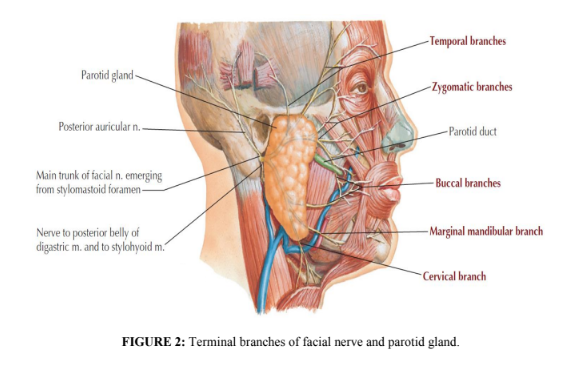 Temporal branches
Parotid gland
Zygomatic branches
Posterior auricular n.
Parotid duct
Main trunk of facial n. emerging
from stylomastoid foramen
Buccal branches
Nerve to posterior belly of
digastric m. and to stylohyoid m.
Marginal mandibular branch
Cervical branch
FIGURE 2: Terminal branches of facial nerve and parotid gland.